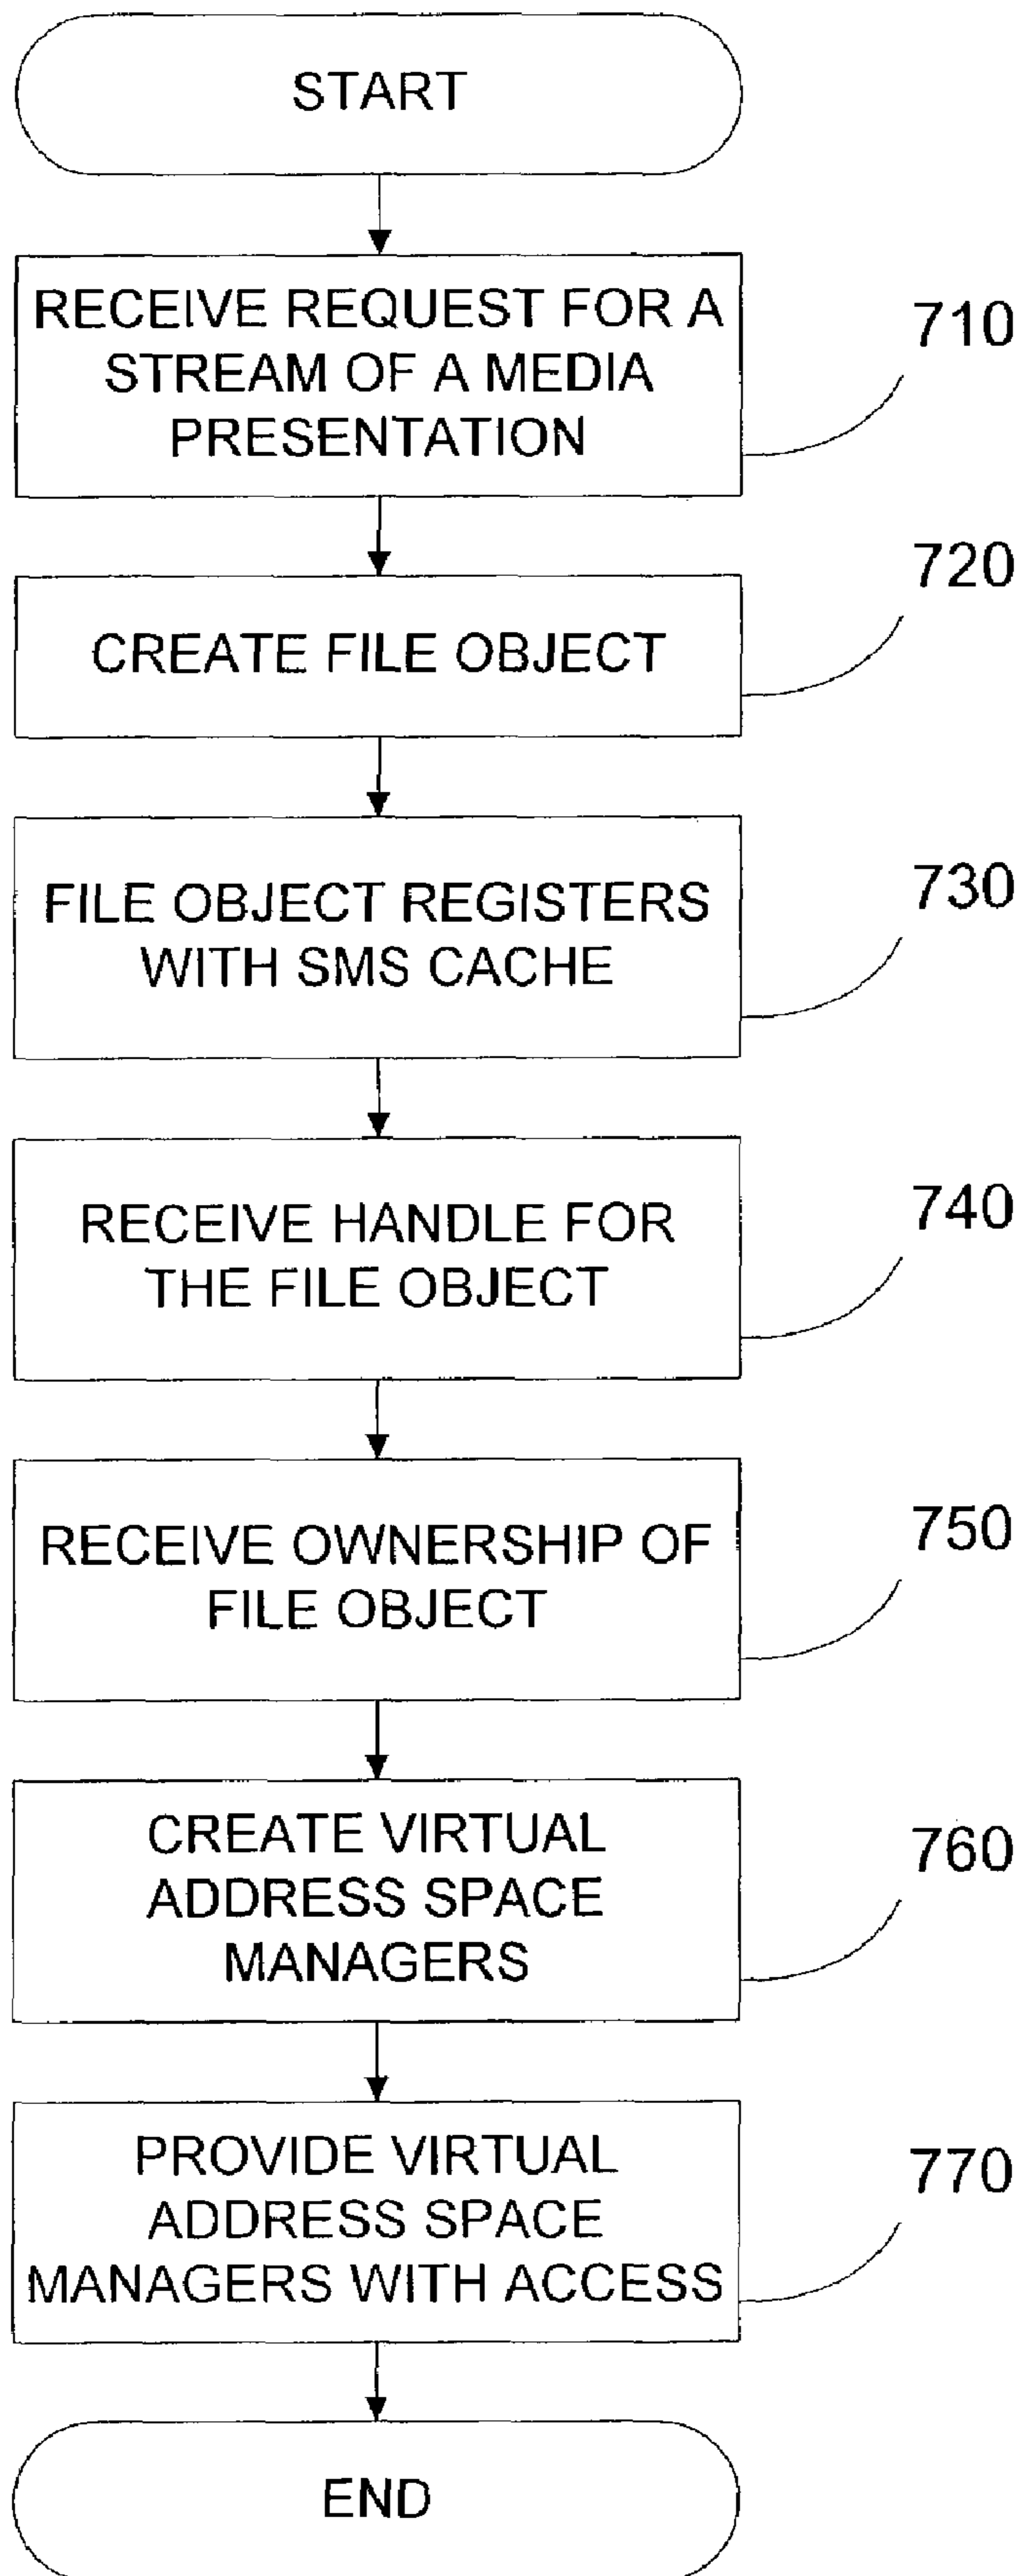 START
RECEIVE REQUEST FOR A
STREAM OF A MEDIA
PRESENTATION
710
CREATE FILE OBJECT
720
FILE OBJECT REGISTERS
WITH SMS CACHE
730
RECEIVE HANDLE FOR
THE FILE OBJECT
740
RECEIVE OWNERSHIP OF
FILE OBJECT
750
CREATE VIRTUAL
ADDRESS SPACE
MANAGERS
760
PROVIDE VIRTUAL
ADDRESS SPACE
MANAGERS WITH ACCESS
770
END